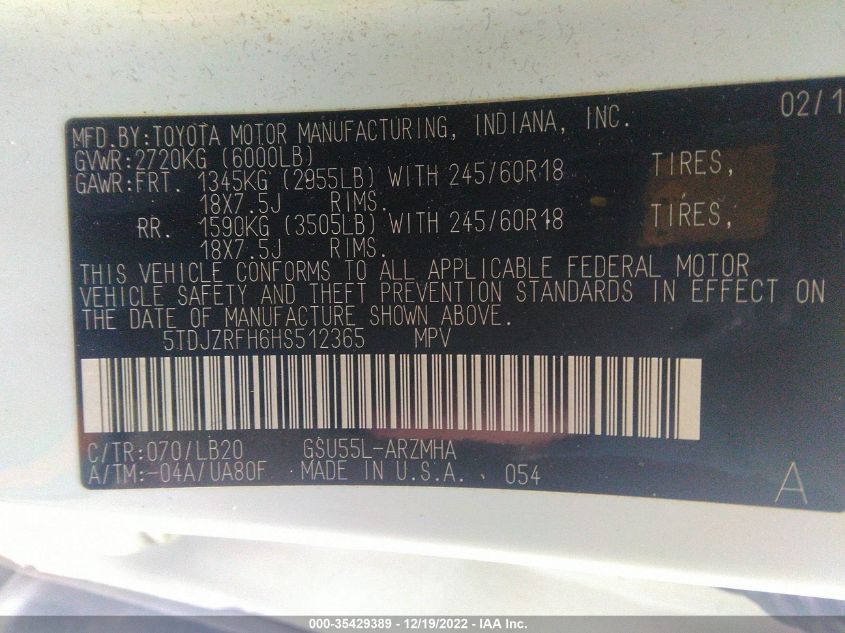 02/1
MFD.BY:TOYOTA MOTOR MANUFACTURING, INDIANA, INC.
GVWR:2720KG (6000LB)
GAWR:FRT. 1345KG (2955LB) WITH 245/60R18 TIRES,
18X7.5J RIMS.
RR. 1590KG (3505LB) WITH 245/60R18 TIRES,
18X7.5J RIMS.
THIS VEHICLE CONFORMS TO ALL APPLICABLE FEDERAL MOTOR
VEHICLE SAFETY AND THEFT PREVENTION STANDARDS IN EFFECT ON
THE DATE OF MANUFACTURE SHOWN ABOVE.
5TDJZRFH6HS512365 MPV
C/TR:070/LB20 GSU55L-ARZMHA
A/TM:-04A/UA80F MADE IN U.S.A. 054
A
000-35429389 - 12/19/2022 - IAA Inc.